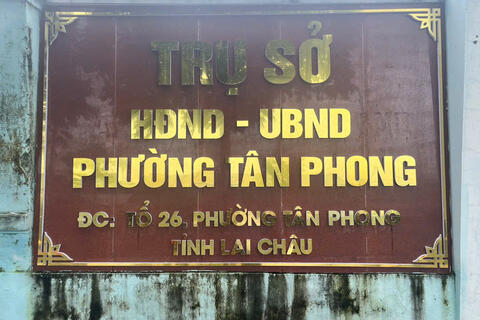 TRỤ SỞ
HĐND - UBND
PHƯỜNG TÂN PHONG
ĐC. TỔ 26, PHƯỜNG TÂN PHONG
TỈNH LAI CHÂU